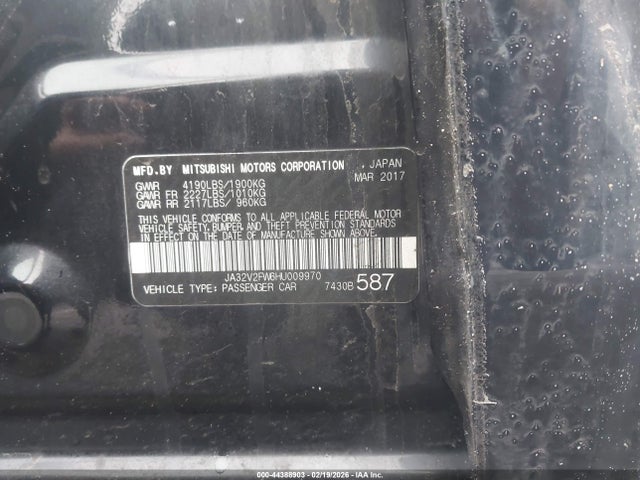 MFD.BY MITSUBISHI MOTORS CORPORATION , JAPAN
MAR 2017
GVWR 4190LBS/1900KG
GAWR FR 2227LBS/1010KG
GAWR RR 2117LBS/ 960KG
THIS VEHICLE CONFORMS TO ALL APPLICABLE FEDERAL MOTOR
VEHICLE SAFETY, BUMPER, AND THEFT PREVENTION STANDARDS
IN EFFECT ON THE DATE OF MANUFACTURE SHOWN ABOVE.
JA32V2FW6HU009970
VEHICLE TYPE: PASSENGER CAR 7430B 587
000-44388903 - 02/19/2026 - IAA, Inc.